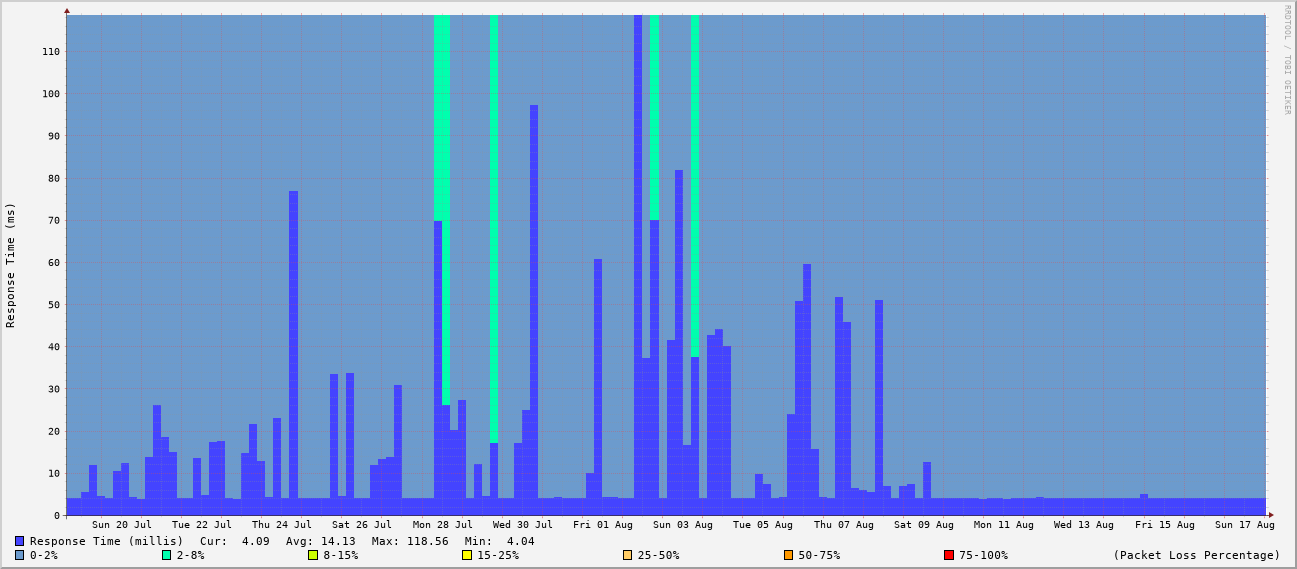 RRDTOOL / TOBI OETIKER
Response Time (ms)
110
100
90
80
70
60
50
40
30
20
10
0
Sun 20 Jul Tue 22 Jul Thu 24 Jul Sat 26 Jul Mon 28 Jul Wed 30 Jul Fri 01 Aug Sun 03 Aug Tue 05 Aug Thu 07 Aug Sat 09 Aug Mon 11 Aug Wed 13 Aug Fri 15 Aug Sun 17 Aug
Response Time (millis) Cur: 4.09 Avg: 14.13 Max: 118.56 Min: 4.04
0-2% 2-8% 8-15% 15-25% 25-50% 50-75% 75-100% (Packet Loss Percentage)